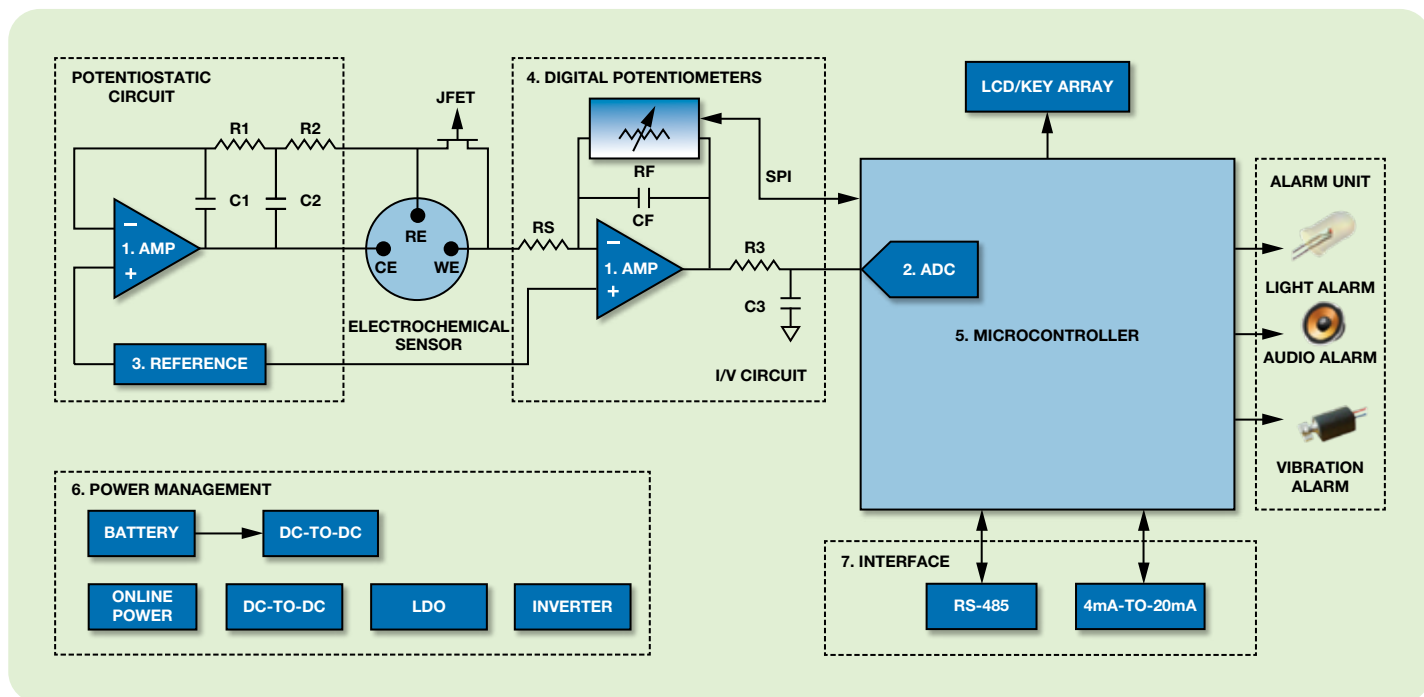 POTENTIOSTATIC
CIRCUIT
R1
R2
C1
C2
−
1. AMP
+
3. REFERENCE
JFET
RE
CE
WE
ELECTROCHEMICAL
SENSOR
4. DIGITAL POTENTIOMETERS
RF
CF
RS
−
1. AMP
+
R3
C3
SPI
I/V CIRCUIT
LCD/KEY ARRAY
2. ADC
5. MICROCONTROLLER
ALARM UNIT
LIGHT ALARM
AUDIO ALARM
VIBRATION
ALARM
6. POWER MANAGEMENT
BATTERY
DC-TO-DC
ONLINE
POWER
DC-TO-DC
LDO
INVERTER
7. INTERFACE
RS-485
4mA-TO-20mA